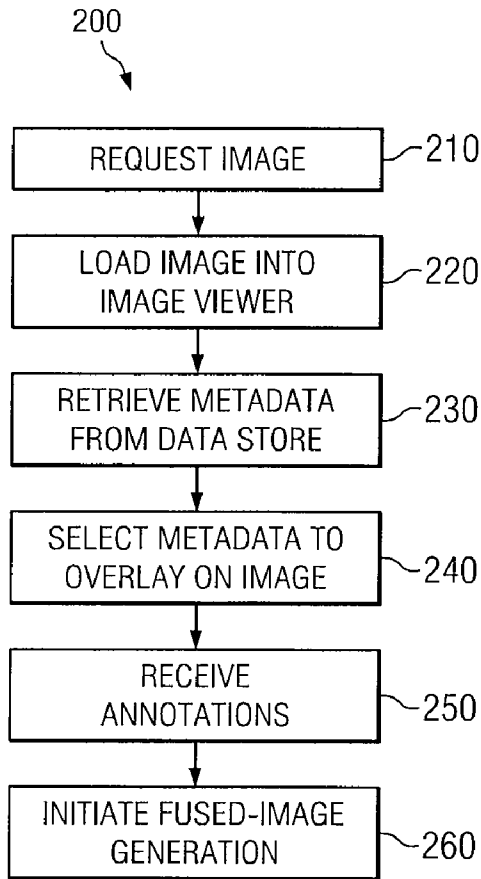 200
REQUEST IMAGE
210
LOAD IMAGE INTO
IMAGE VIEWER
220
RETRIEVE METADATA
FROM DATA STORE
230
SELECT METADATA TO
OVERLAY ON IMAGE
240
RECEIVE
ANNOTATIONS
250
INITIATE FUSED-IMAGE
GENERATION
260